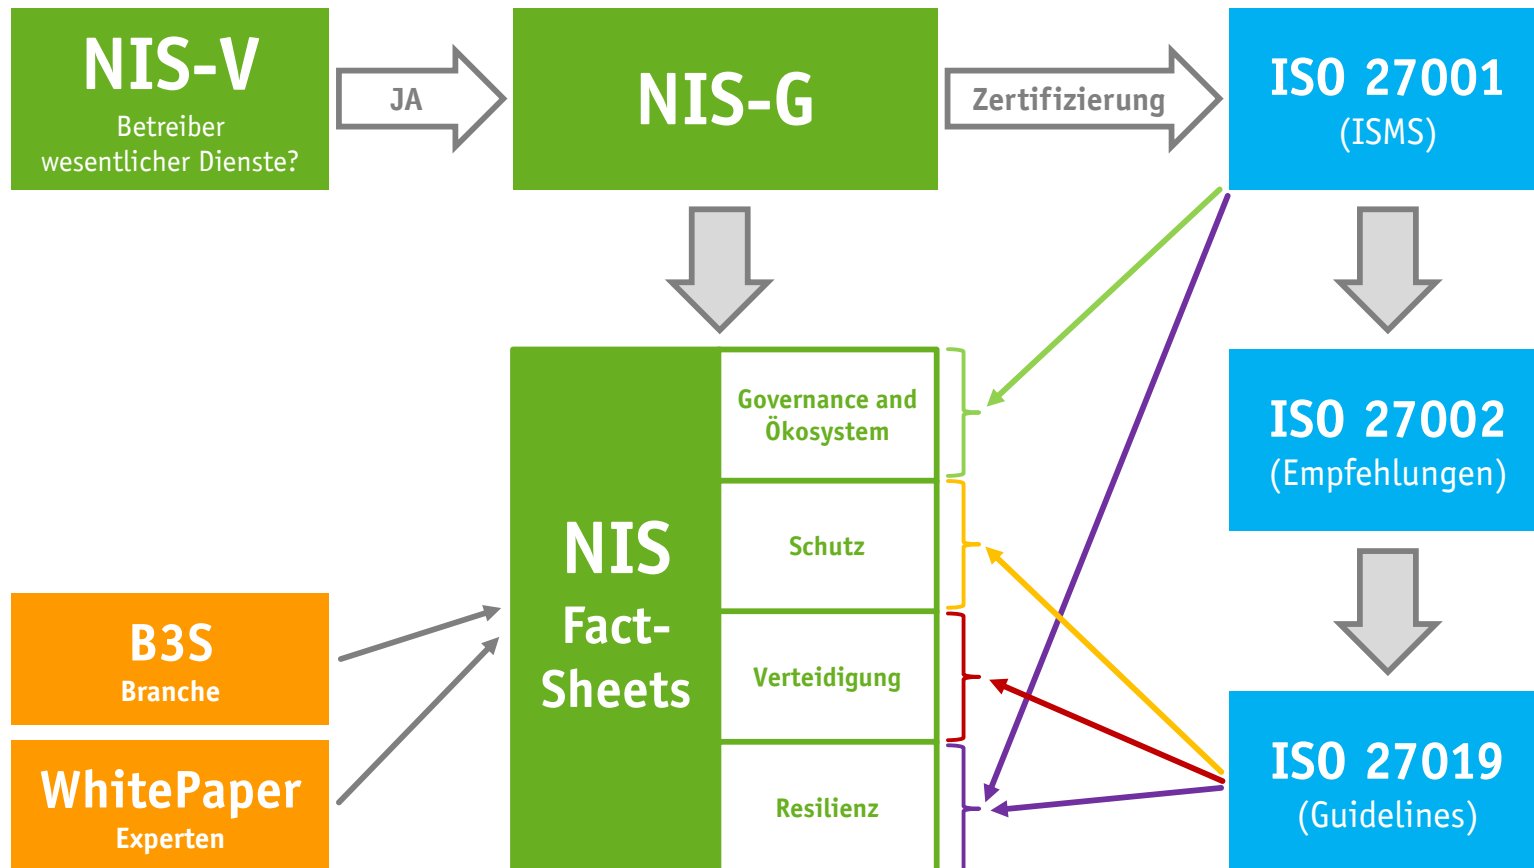 NIS-V
Betreiber
wesentlicher Dienste?
JA
NIS-G
Zertifizierung
ISO 27001
(ISMS)
Governance and
Ökosystem
Schutz
Verteidigung
Resilienz
NIS
Fact-
Sheets
ISO 27002
(Empfehlungen)
B3S
Branche
WhitePaper
Experten
ISO 27019
(Guidelines)